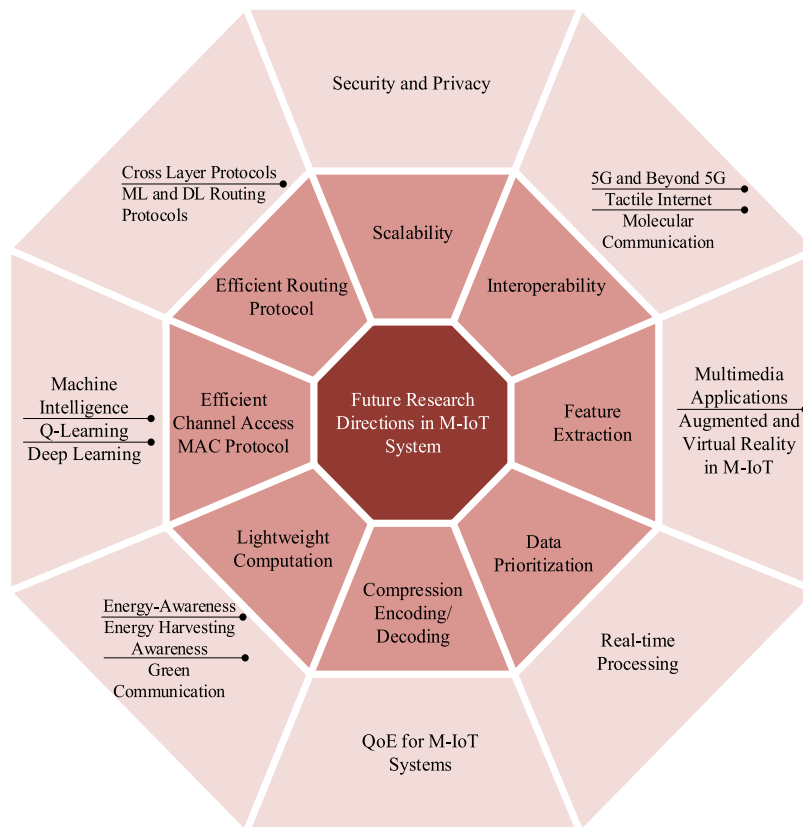 Security and Privacy
Cross Layer Protocols
ML and DL Routing
Protocols
5G and Beyond 5G
Tactile Internet
Molecular
Communication
Scalability
Efficient Routing
Protocol
Interoperability
Machine
Intelligence
Q-Learning
Deep Learning
Efficient
Channel Access
MAC Protocol
Future Research
Directions in M-IoT
System
Feature
Extraction
Multimedia
Applications
Augmented and
Virtual Reality
in M-IoT
Lightweight
Computation
Data
Prioritization
Compression
Encoding/
Decoding
Energy-Awareness
Energy Harvesting
Awareness
Green
Communication
Real-time
Processing
QoE for M-IoT
Systems